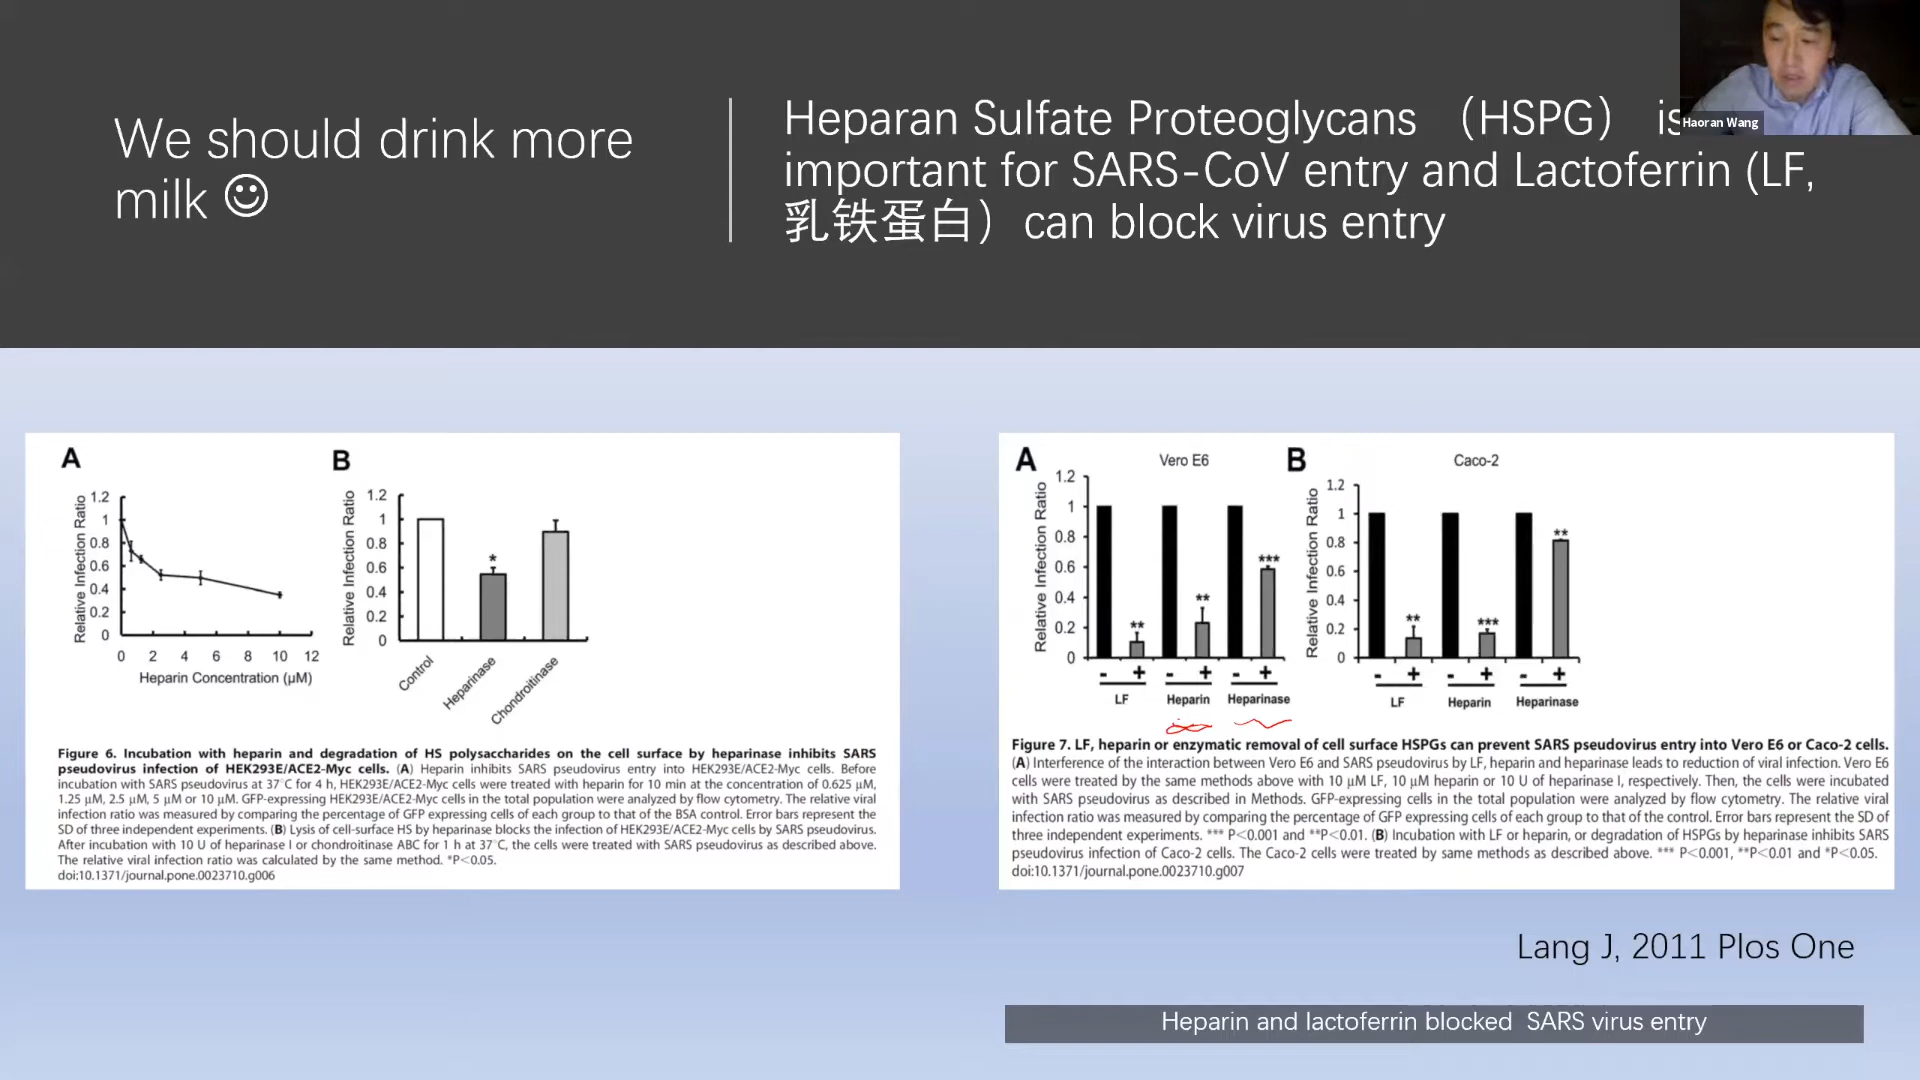 We should drink more
milk ☺
Heparan Sulfate Proteoglycans （HSPG） is
important for SARS-CoV entry and Lactoferrin (LF,
乳铁蛋白）can block virus entry
Haoran Wang
A
Relative Infection Ratio
1.2
1
0.8
0.6
0.4
0.2
0
0 2 4 6 8 10 12
Heparin Concentration (µM)
B
Relative Infection Ratio
1.2
1
0.8
0.6
0.4
0.2
0
*
Control
Heparinase
Chondroitinase
Figure 6. Incubation with heparin and degradation of HS polysaccharides on the cell surface by heparinase inhibits SARS
pseudovirus infection of HEK293E/ACE2-Myc cells. (A) Heparin inhibits SARS pseudovirus entry into HEK293E/ACE2-Myc cells. Before
incubation with SARS pseudovirus at 37°C for 4 h, HEK293E/ACE2-Myc cells were treated with heparin for 10 min at the concentration of 0.625 µM,
1.25 µM, 2.5 µM, 5 µM or 10 µM. GFP-expressing HEK293E/ACE2-Myc cells in the total population were analyzed by flow cytometry. The relative viral
infection ratio was measured by comparing the percentage of GFP expressing cells of each group to that of the BSA control. Error bars represent the
SD of three independent experiments. (B) Lysis of cell-surface HS by heparinase blocks the infection of HEK293E/ACE2-Myc cells by SARS pseudovirus.
After incubation with 10 U of heparinase I or chondroitinase ABC for 1 h at 37°C, the cells were treated with SARS pseudovirus as described above.
The relative viral infection ratio was calculated by the same method. *P<0.05.
doi:10.1371/journal.pone.0023710.g006
A
Vero E6
Relative Infection Ratio
1.2
1
0.8
0.6
0.4
0.2
0
** ** ***
- + - + - +
LF Heparin Heparinase
B
Caco-2
Relative Infection Ratio
1.2
1
0.8
0.6
0.4
0.2
0
** *** **
- + - + - +
LF Heparin Heparinase
Figure 7. LF, heparin or enzymatic removal of cell surface HSPGs can prevent SARS pseudovirus entry into Vero E6 or Caco-2 cells.
(A) Interference of the interaction between Vero E6 and SARS pseudovirus by LF, heparin and heparinase leads to reduction of viral infection. Vero E6
cells were treated by the same methods above with 10 µM LF, 10 µM heparin or 10 U of heparinase I, respectively. Then, the cells were incubated
with SARS pseudovirus as described in Methods. GFP-expressing cells in the total population were analyzed by flow cytometry. The relative viral
infection ratio was measured by comparing the percentage of GFP expressing cells of each group to that of the control. Error bars represent the SD of
three independent experiments. *** P<0.001 and **P<0.01. (B) Incubation with LF or heparin, or degradation of HSPGs by heparinase inhibits SARS
pseudovirus infection of Caco-2 cells. The Caco-2 cells were treated by same methods as described above. *** P<0.001, **P<0.01 and *P<0.05.
doi:10.1371/journal.pone.0023710.g007
Lang J, 2011 Plos One
Heparin and lactoferrin blocked SARS virus entry